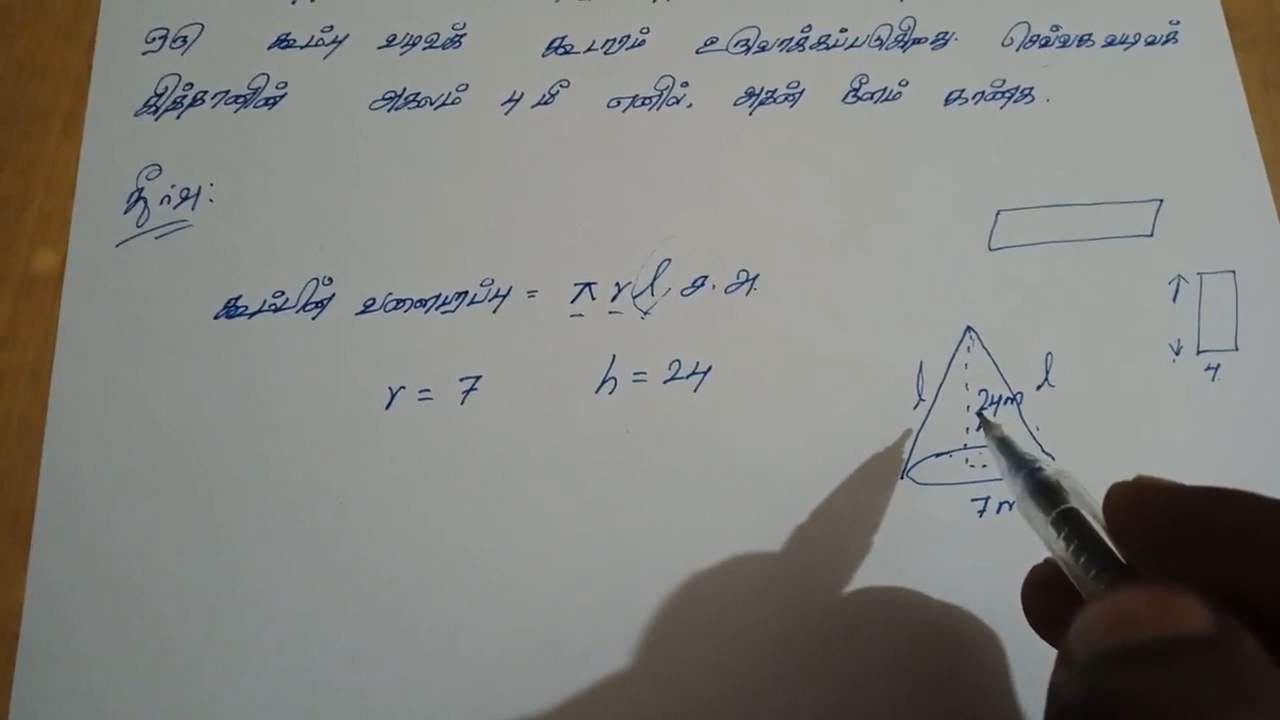 ஒரு கூம்பு வடிவக் கூடாரம் உருவாக்கப்படுகிறது. செவ்வக வடிவக்
கித்தானின் அகலம் 4 மீ எனில், அதன் நீளம் காண்க.
தீர்வு:
கூம்பின் வளைபரப்பு = π r l ச.அ.
r = 7 h = 24
l 24m l
7m
4